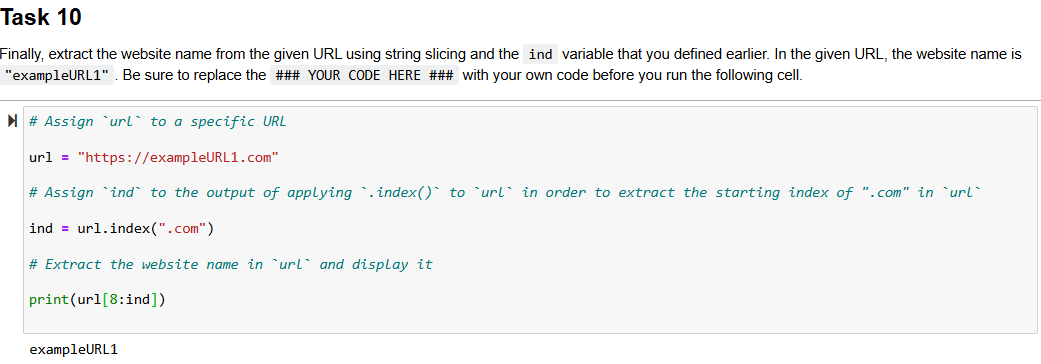 Task 10
Finally, extract the website name from the given URL using string slicing and the ind variable that you defined earlier. In the given URL, the website name is
"exampleURL1" . Be sure to replace the ### YOUR CODE HERE ### with your own code before you run the following cell.
# Assign `url` to a specific URL
url = "https://exampleURL1.com"
# Assign `ind` to the output of applying `.index()` to `url` in order to extract the starting index of ".com" in `url`
ind = url.index(".com")
# Extract the website name in `url` and display it
print(url[8:ind])
exampleURL1